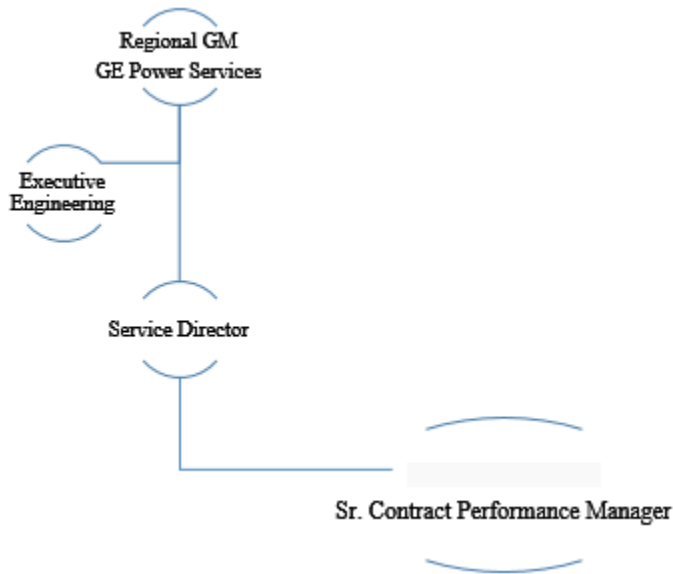 Regional GM
GE Power Services
Executive
Engineering
Service Director
Sr. Contract Performance Manager